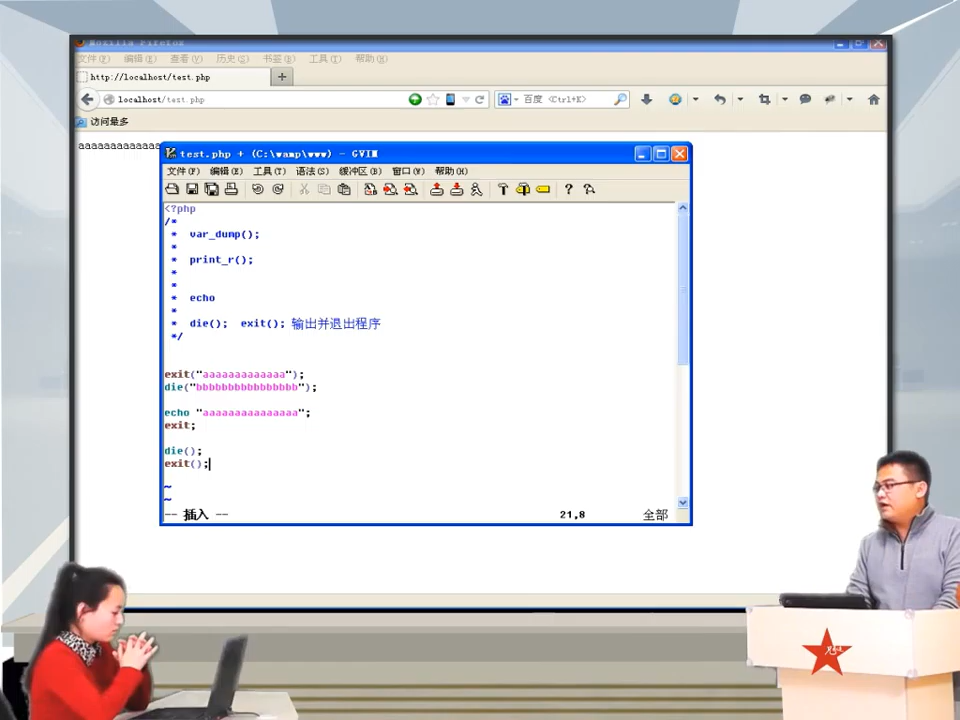 Mozilla Firefox
文件(F) 编辑(E) 查看(V) 历史(S) 书签(B) 工具(T) 帮助(H)
http://localhost/test.php
localhost/test.php 百度 <Ctrl+K>
访问最多
aaaaaaaaaaaaa
test.php + (C:\wamp\www) - GVIM
文件(F) 编辑(E) 工具(T) 语法(S) 缓冲区(B) 窗口(W) 帮助(H)
<?php
/*
* var_dump();
*
* print_r();
*
*
* echo
*
* die(); exit(); 输出并退出程序
*/
exit("aaaaaaaaaaaaa");
die("bbbbbbbbbbbbbbbb");
echo "aaaaaaaaaaaaaaa";
exit;
die();
exit();
~
~
-- 插入 -- 21,8 全部